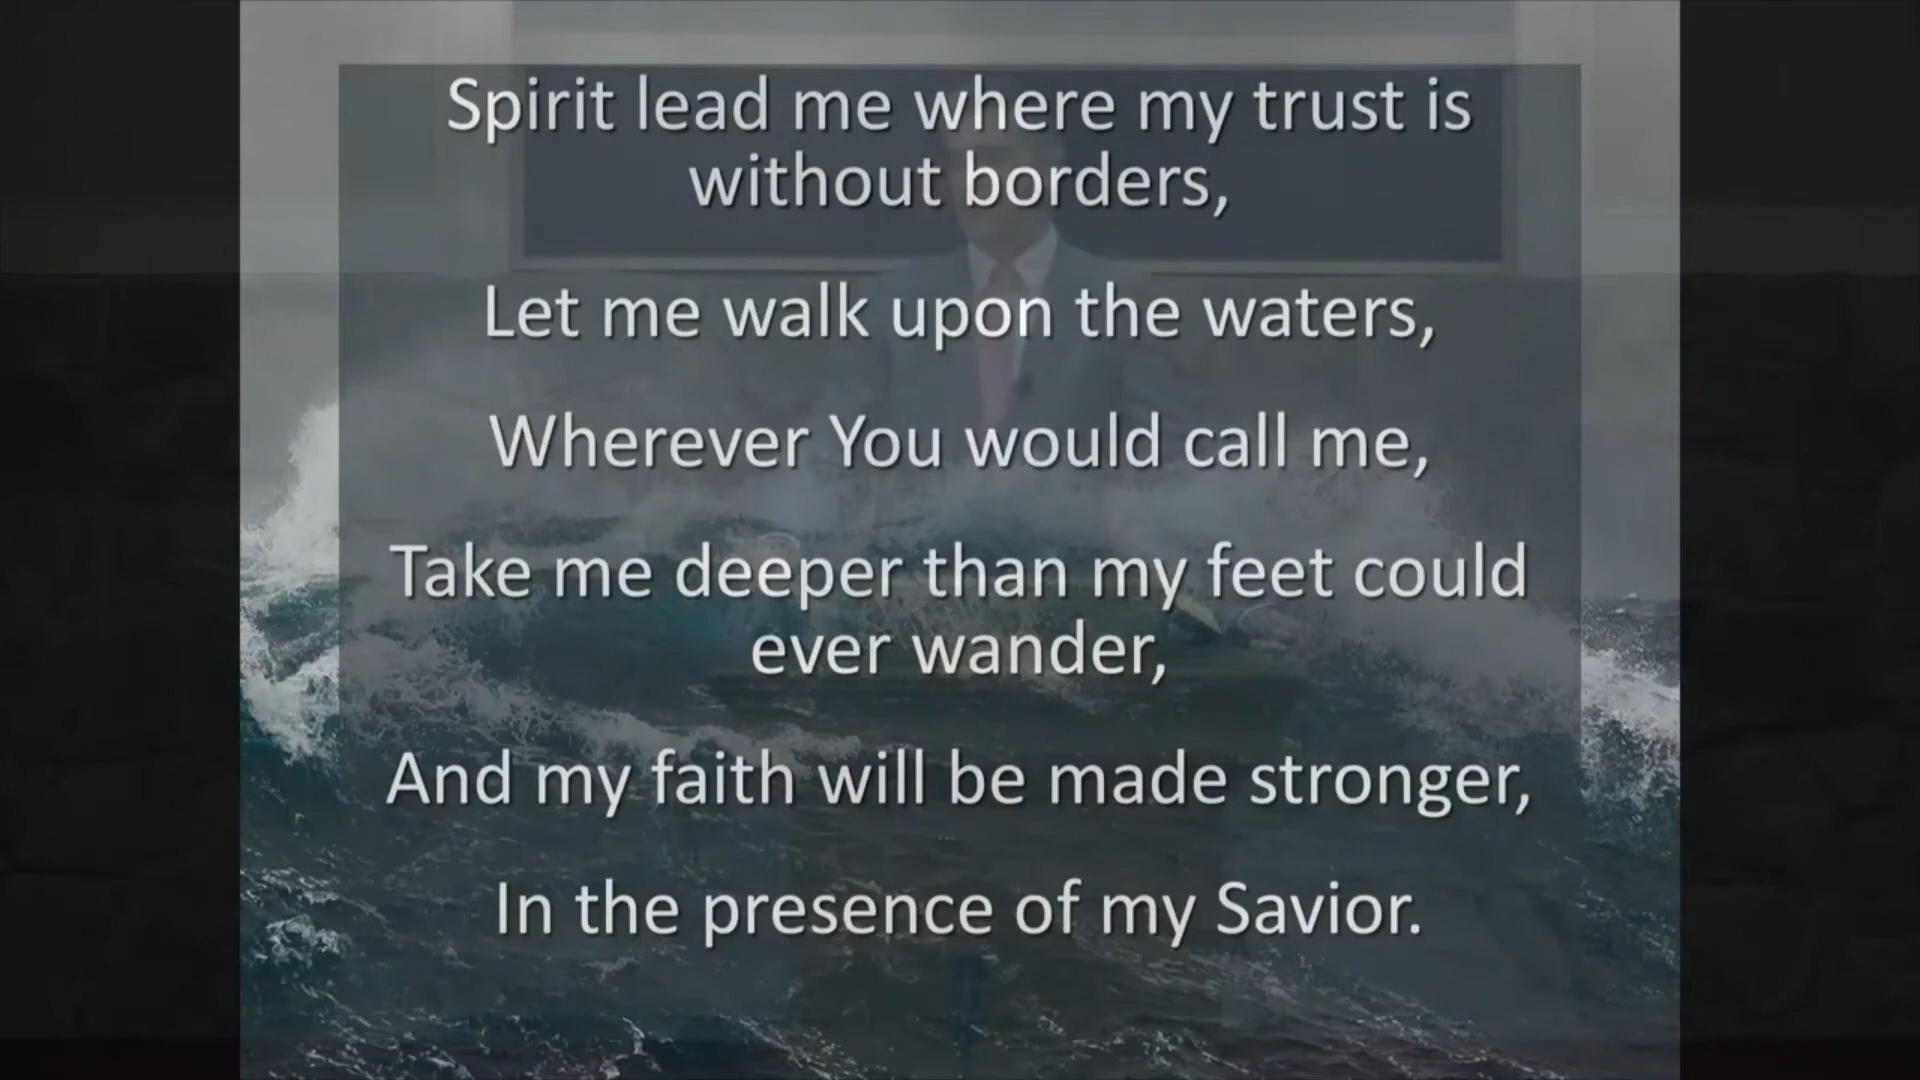 Spirit lead me where my trust is
without borders,
Let me walk upon the waters,
Wherever You would call me,
Take me deeper than my feet could
ever wander,
And my faith will be made stronger,
In the presence of my Savior.